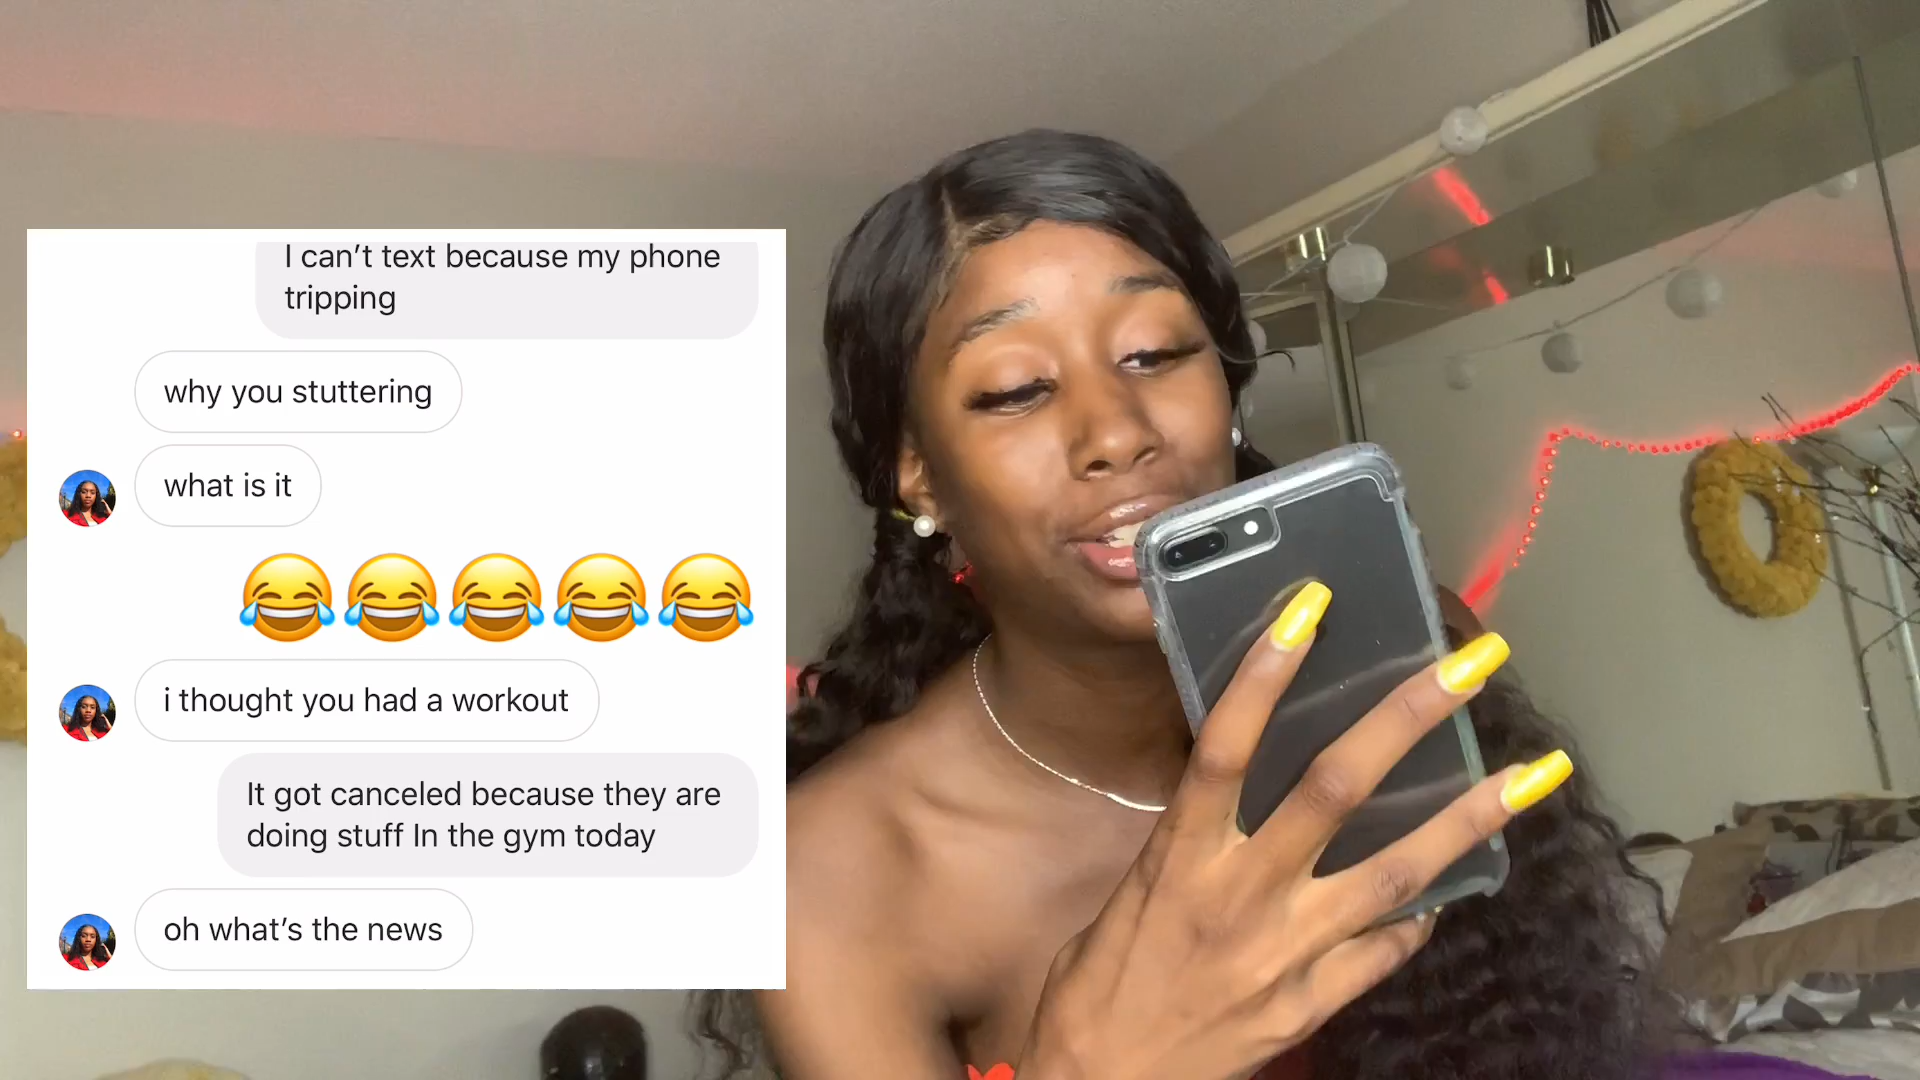 I can’t text because my phone
tripping
why you stuttering
what is it
😂😂😂😂😂
i thought you had a workout
It got canceled because they are
doing stuff In the gym today
oh what’s the news